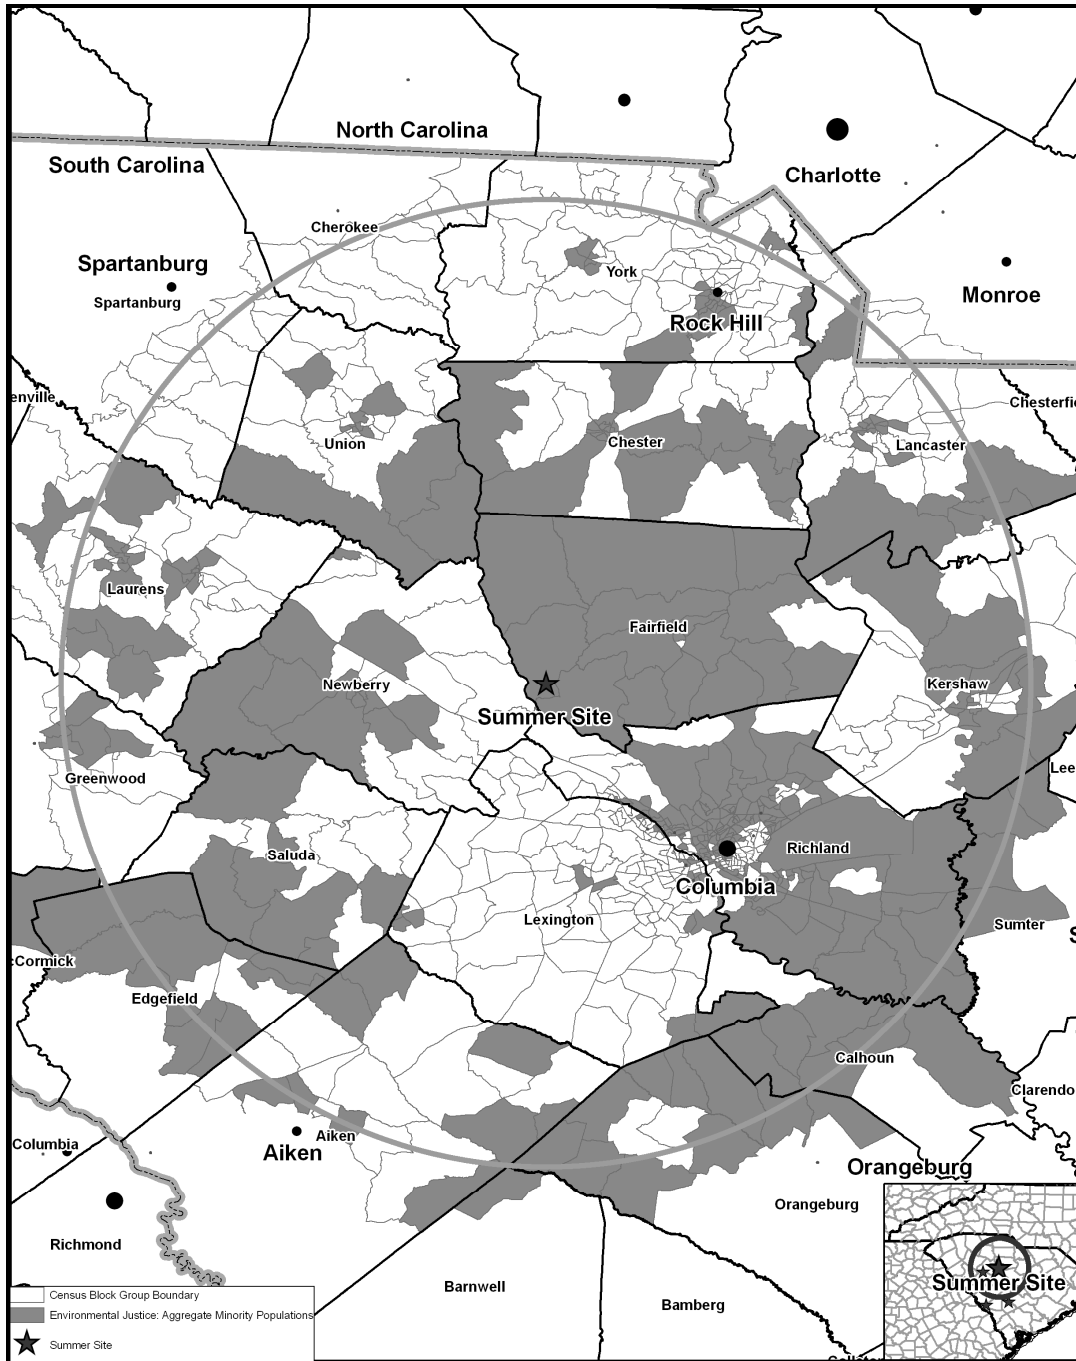 North Carolina
South Carolina
Charlotte
Cherokee
Spartanburg
Spartanburg
York
Monroe
Rock Hill
enville
Chesterfie
Union
Chester
Lancaster
Laurens
Fairfield
Newberry
Kershaw
Summer Site
Greenwood
Lee
Saluda
Richland
Columbia
Lexington
Sumter
S
cCormick
Edgefield
Calhoun
Clarendo
Columbia
Aiken
Aiken
Orangeburg
Orangeburg
Richmond
Barnwell
Bamberg
Summer Site
Census Block Group Boundary
Environmental Justice: Aggregate Minority Populations
Summer Site